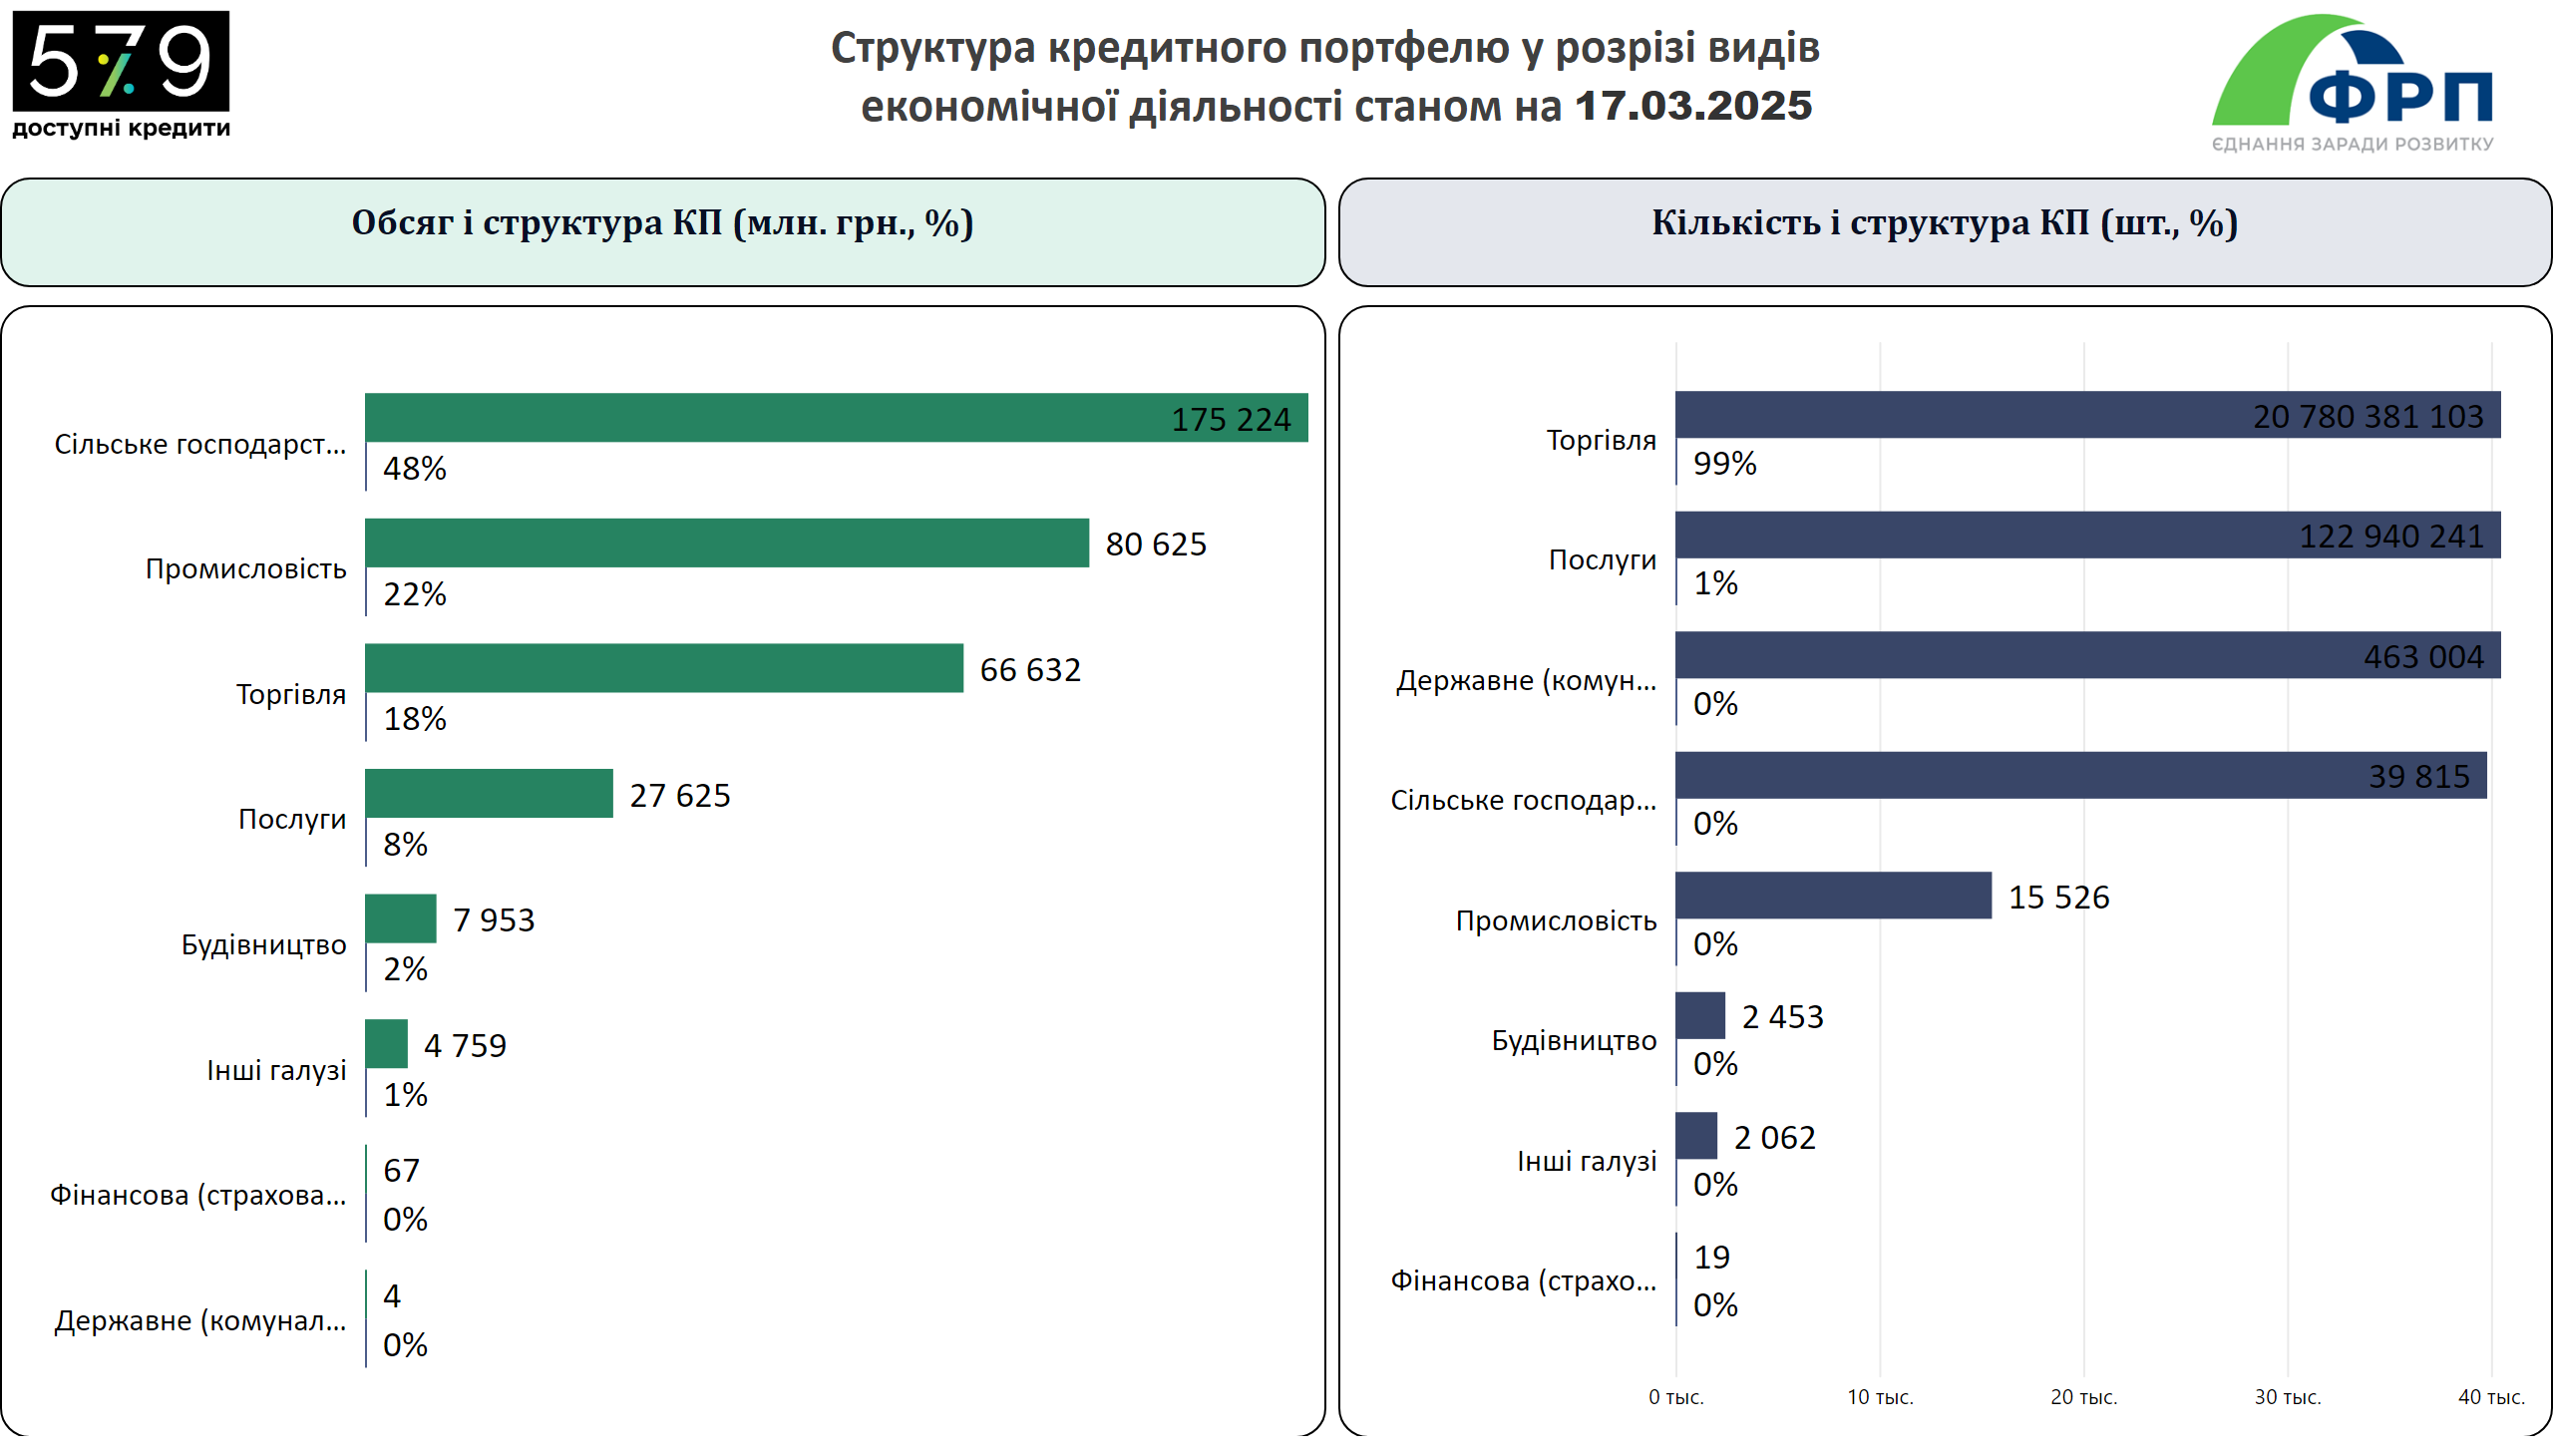 579
доступні кредити
Структура кредитного портфелю у розрізі видів
економічної діяльності станом на 17.03.2025
ФРП
ЄДНАННЯ ЗАРАДИ РОЗВИТКУ
Обсяг і структура КП (млн. грн., %)
Сільське господарст...
175 224
48%
Промисловість
80 625
22%
Торгівля
66 632
18%
Послуги
27 625
8%
Будівництво
7 953
2%
Інші галузі
4 759
1%
Фінансова (страхова...
67
0%
Державне (комунал...
4
0%
Кількість і структура КП (шт., %)
Торгівля
20 780 381 103
99%
Послуги
122 940 241
1%
Державне (комун...
463 004
0%
Сільське господар...
39 815
0%
Промисловість
15 526
0%
Будівництво
2 453
0%
Інші галузі
2 062
0%
Фінансова (страхо...
19
0%
0 тыс. 10 тыс. 20 тыс. 30 тыс. 40 тыс.